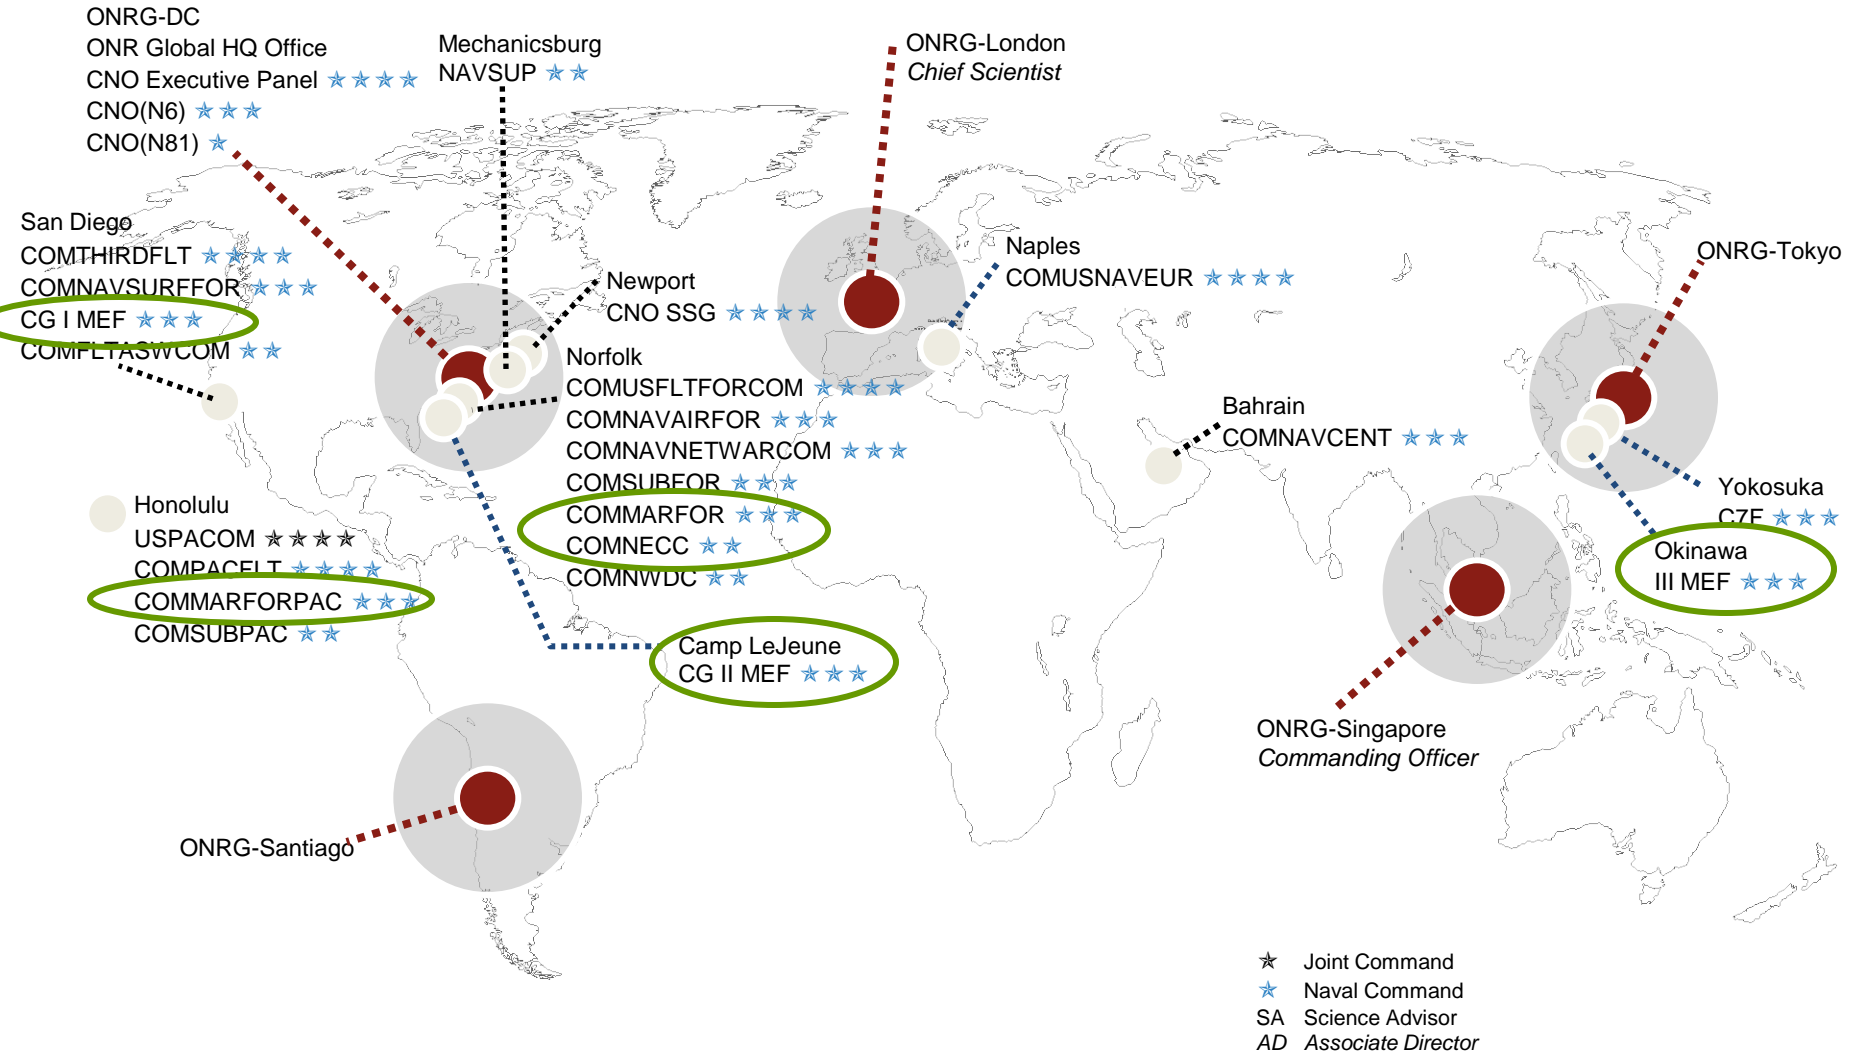 ONRG-DC
ONR Global HQ Office
CNO Executive Panel ✯✯✯✯
CNO(N6) ✯✯✯
CNO(N81) ✯
Mechanicsburg
NAVSUP ✯✯
ONRG-London
Chief Scientist
San Diego
COMTHIRDFLT ✯✯✯✯
COMNAVSURFFOR ✯✯✯
CG I MEF ✯✯✯
COMFLTASWCOM ✯✯
Newport
CNO SSG ✯✯✯✯
Naples
COMUSNAVEUR ✯✯✯✯
ONRG-Tokyo
Norfolk
COMUSFLTFORCOM ✯✯✯✯
COMNAVAIRFOR ✯✯✯
COMNAVNETWARCOM ✯✯✯
COMSUBFOR ✯✯✯
COMMARFOR ✯✯✯
COMNECC ✯✯
COMNWDC ✯✯
Bahrain
COMNAVCENT ✯✯✯
Honolulu
USPACOM ✯✯✯✯
COMPACFLT ✯✯✯✯
COMMARFORPAC ✯✯✯
COMSUBPAC ✯✯
Yokosuka
C7F ✯✯✯
Okinawa
III MEF ✯✯✯
Camp LeJeune
CG II MEF ✯✯✯
ONRG-Singapore
Commanding Officer
ONRG-Santiago
✯ Joint Command
✯ Naval Command
SA Science Advisor
AD Associate Director